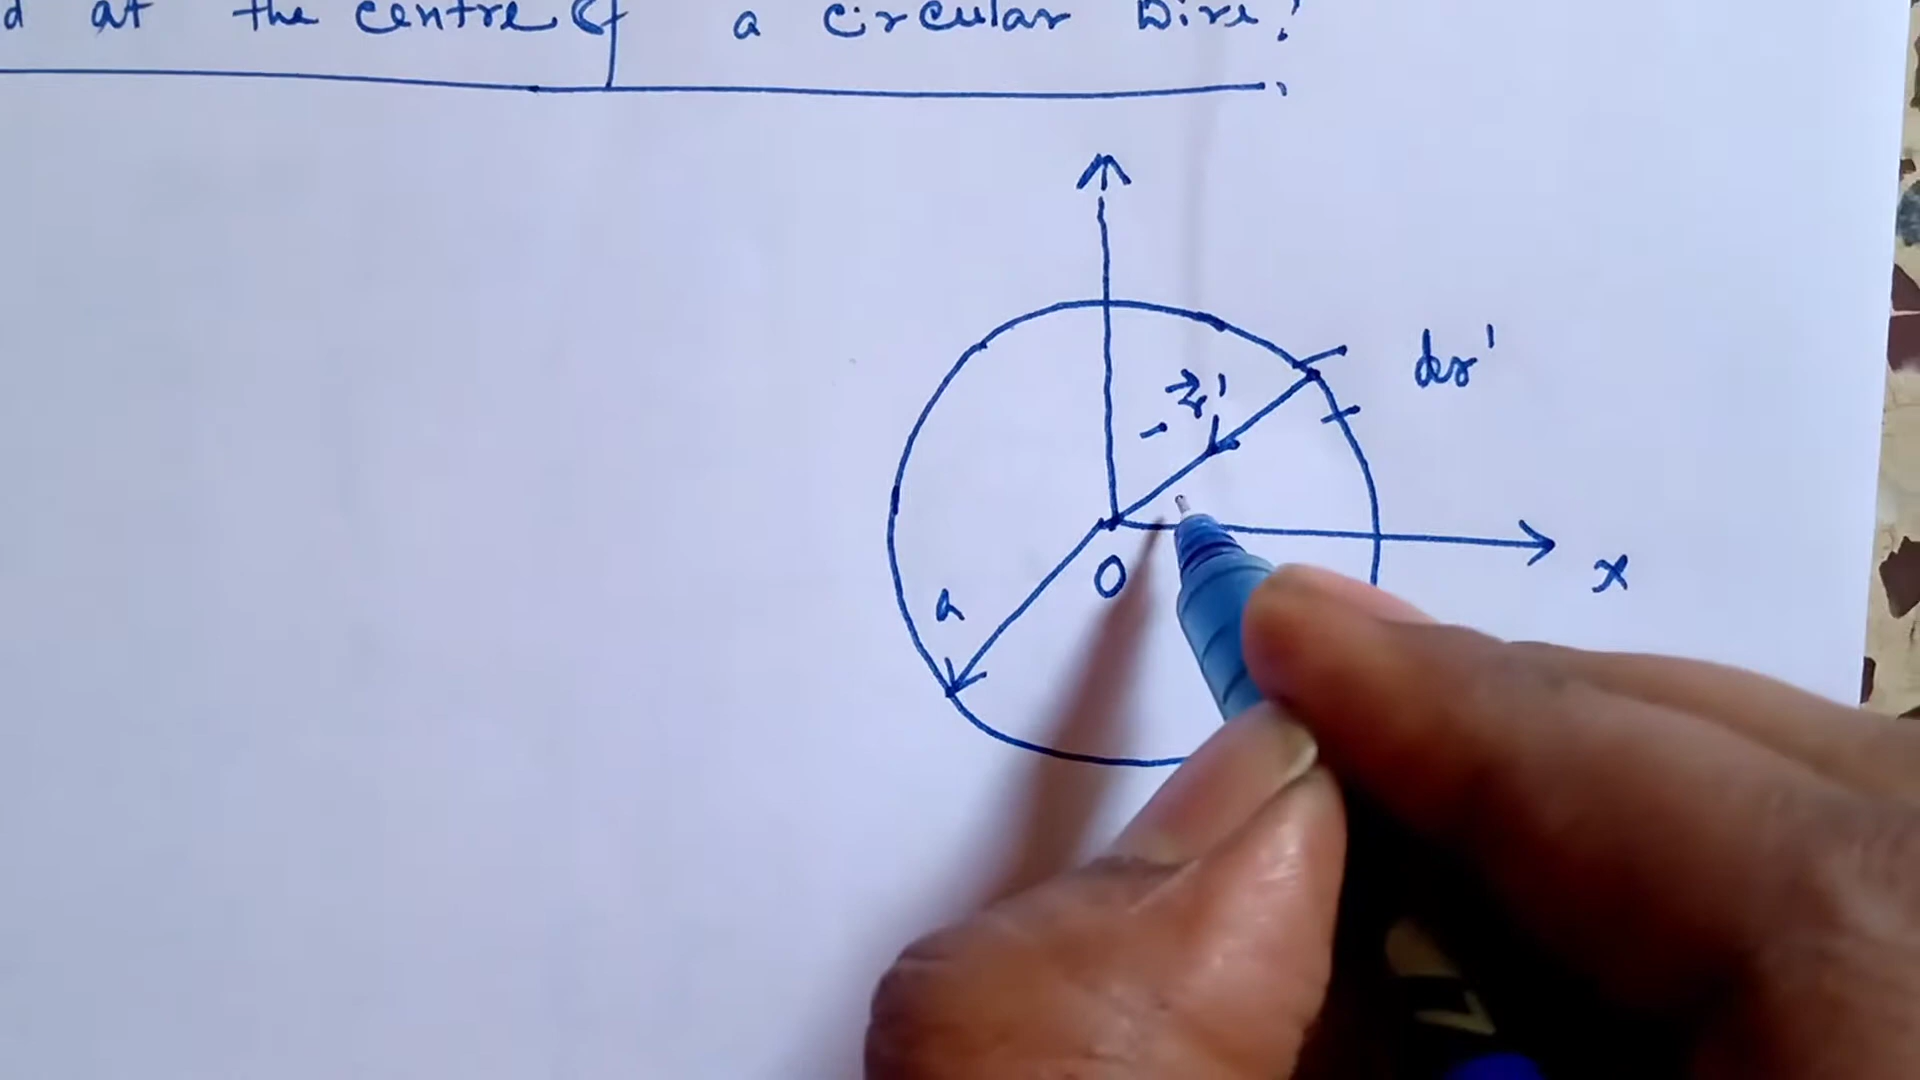 d at the centre of a circular wire?
dr'
- r'
O
a
x